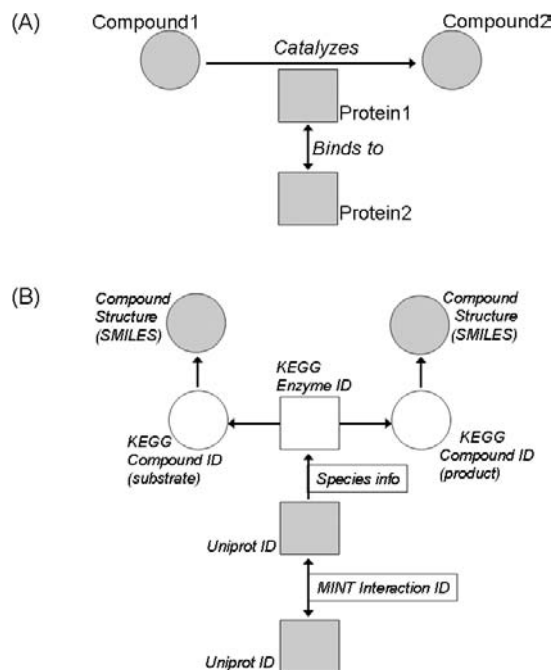 (A)
Compound1
Compound2
Catalyzes
Protein1
Binds to
Protein2
(B)
Compound
Structure
(SMILES)
Compound
Structure
(SMILES)
KEGG
Enzyme ID
KEGG
Compound ID
(substrate)
KEGG
Compound ID
(product)
Species info
Uniprot ID
MINT Interaction ID
Uniprot ID